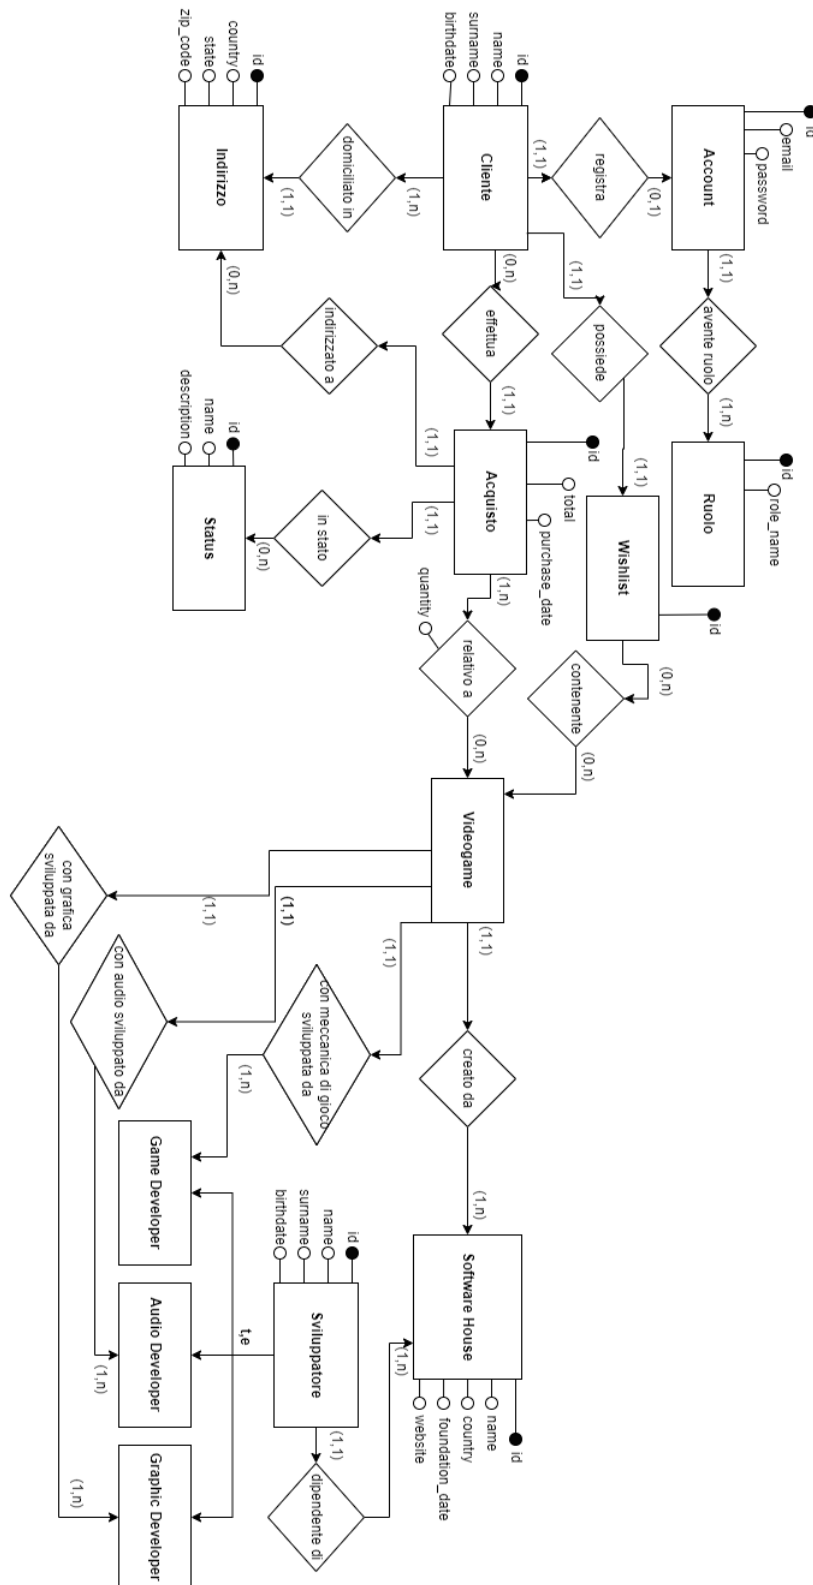 id
email
password
Account
(1,1)
avente ruolo
(1,n)
id
role_name
Ruolo
(0,1)
registra
(1,1)
id
name
surname
birthdate
Cliente
(1,1)
possiede
(1,1)
Wishlist
id
(0,n)
contenente
(0,n)
(0,n)
effettua
(1,1)
id
total
purchase_date
Acquisto
(1,n)
quantity
relativo a
(0,n)
Videogame
(1,n)
domiciliato in
(1,1)
id
country
state
zip_code
Indirizzo
(0,n)
indirizzato a
(1,1)
(1,1)
in stato
(0,n)
id
name
description
Status
(1,1)
creato da
(1,n)
Software House
id
name
country
foundation_date
website
(1,1)
con meccanica di gioco
sviluppata da
(1,n)
(1,1)
con audio sviluppato da
(1,n)
(1,1)
con grafica
sviluppata da
(1,n)
id
name
surname
birthdate
Sviluppatore
(1,1)
dipendente di
(1,n)
t,e
Game Developer
Audio Developer
Graphic Developer